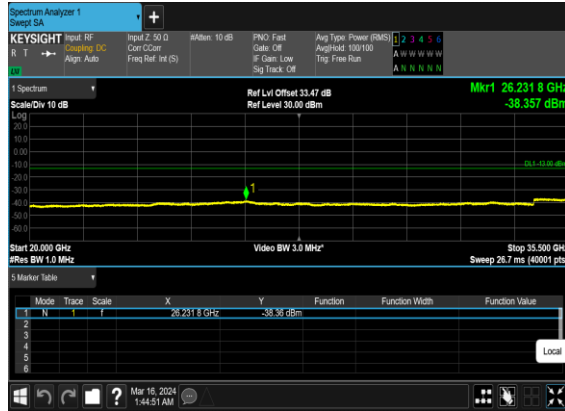 Spectrum Analyzer 1
Swept SA
+
KEYSIGHT Input: RF Input Z: 50 Ω #Atten: 10 dB PNO: Fast Avg Type: Power (RMS) 1 2 3 4 5 6
R T Coupling: DC Corr CCorr Gate: Off Avg|Hold: 100/100 A W W W W W
Align: Auto Freq Ref: Int (S) IF Gain: Low Trig: Free Run
Sig Track: Off A N N N N N
1 Spectrum Ref Lvl Offset 33.47 dB Mkr1 26.231 8 GHz
Scale/Div 10 dB Ref Level 30.00 dBm -38.357 dBm
Log
20.0
10.0
0.00
-10.0 DL1 -13.00 dBm
-20.0
-30.0 1
-40.0
-50.0
-60.0
Start 20.000 GHz Video BW 3.0 MHz* Stop 35.500 GHz
#Res BW 1.0 MHz Sweep 26.7 ms (40001 pts)
5 Marker Table
Mode Trace Scale X Y Function Function Width Function Value
1 N 1 f 26.231 8 GHz -38.36 dBm
2
3
4
5
6
Local
? Mar 16, 2024
1:44:51 AM